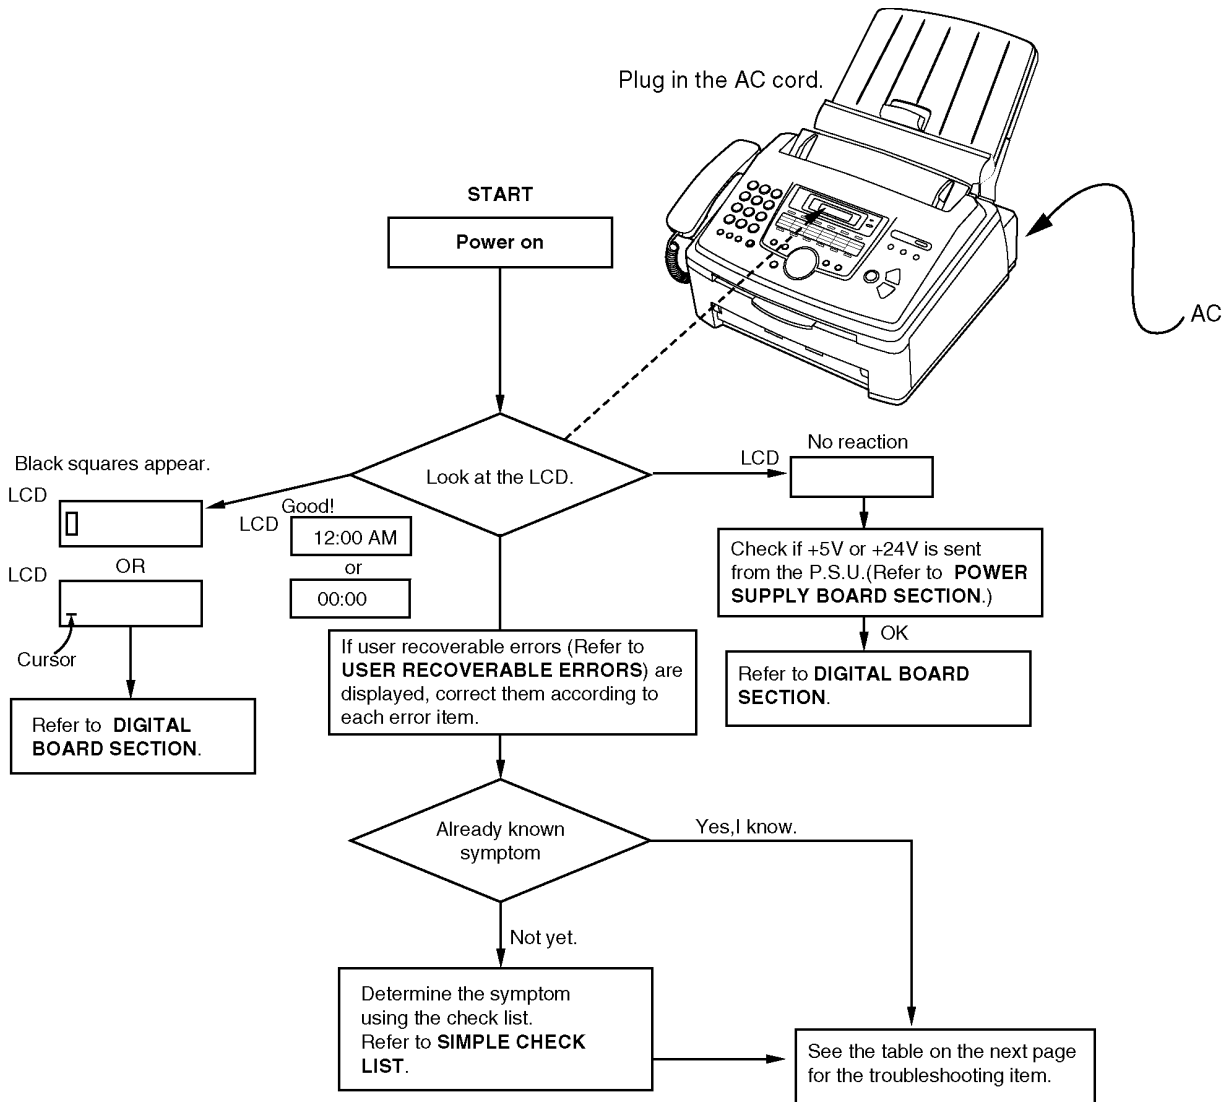 Plug in the AC cord.
AC
START
Power on
Look at the LCD.
Black squares appear.
LCD
OR
LCD
Cursor
Refer to DIGITAL
BOARD SECTION.
Good!
LCD
12:00 AM
or
00:00
No reaction
LCD
Check if +5V or +24V is sent
from the P.S.U.(Refer to POWER
SUPPLY BOARD SECTION.)
OK
Refer to DIGITAL BOARD
SECTION.
If user recoverable errors (Refer to
USER RECOVERABLE ERRORS) are
displayed, correct them according to
each error item.
Already known
symptom
Yes,I know.
Not yet.
Determine the symptom
using the check list.
Refer to SIMPLE CHECK
LIST.
See the table on the next page
for the troubleshooting item.